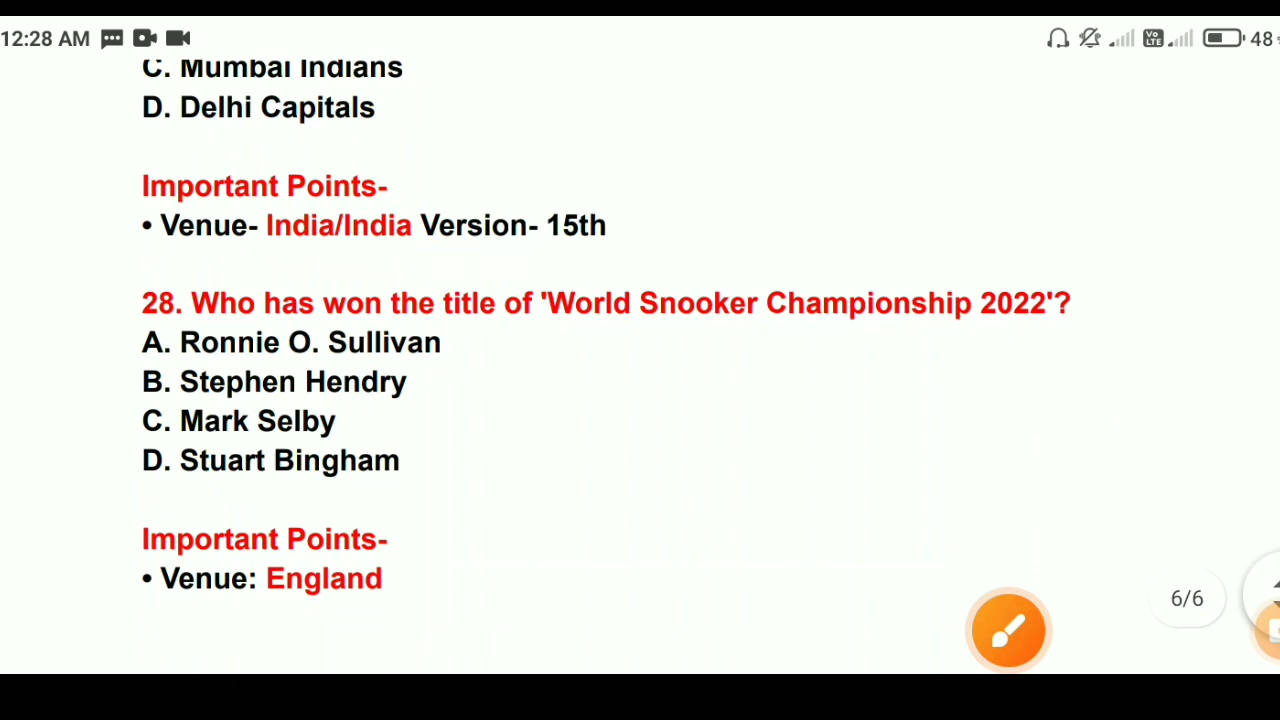 12:28 AM
Vo LTE
48
C. Mumbai Indians
D. Delhi Capitals
Important Points-
• Venue- India/India Version- 15th
28. Who has won the title of 'World Snooker Championship 2022'?
A. Ronnie O. Sullivan
B. Stephen Hendry
C. Mark Selby
D. Stuart Bingham
Important Points-
• Venue: England
6/6